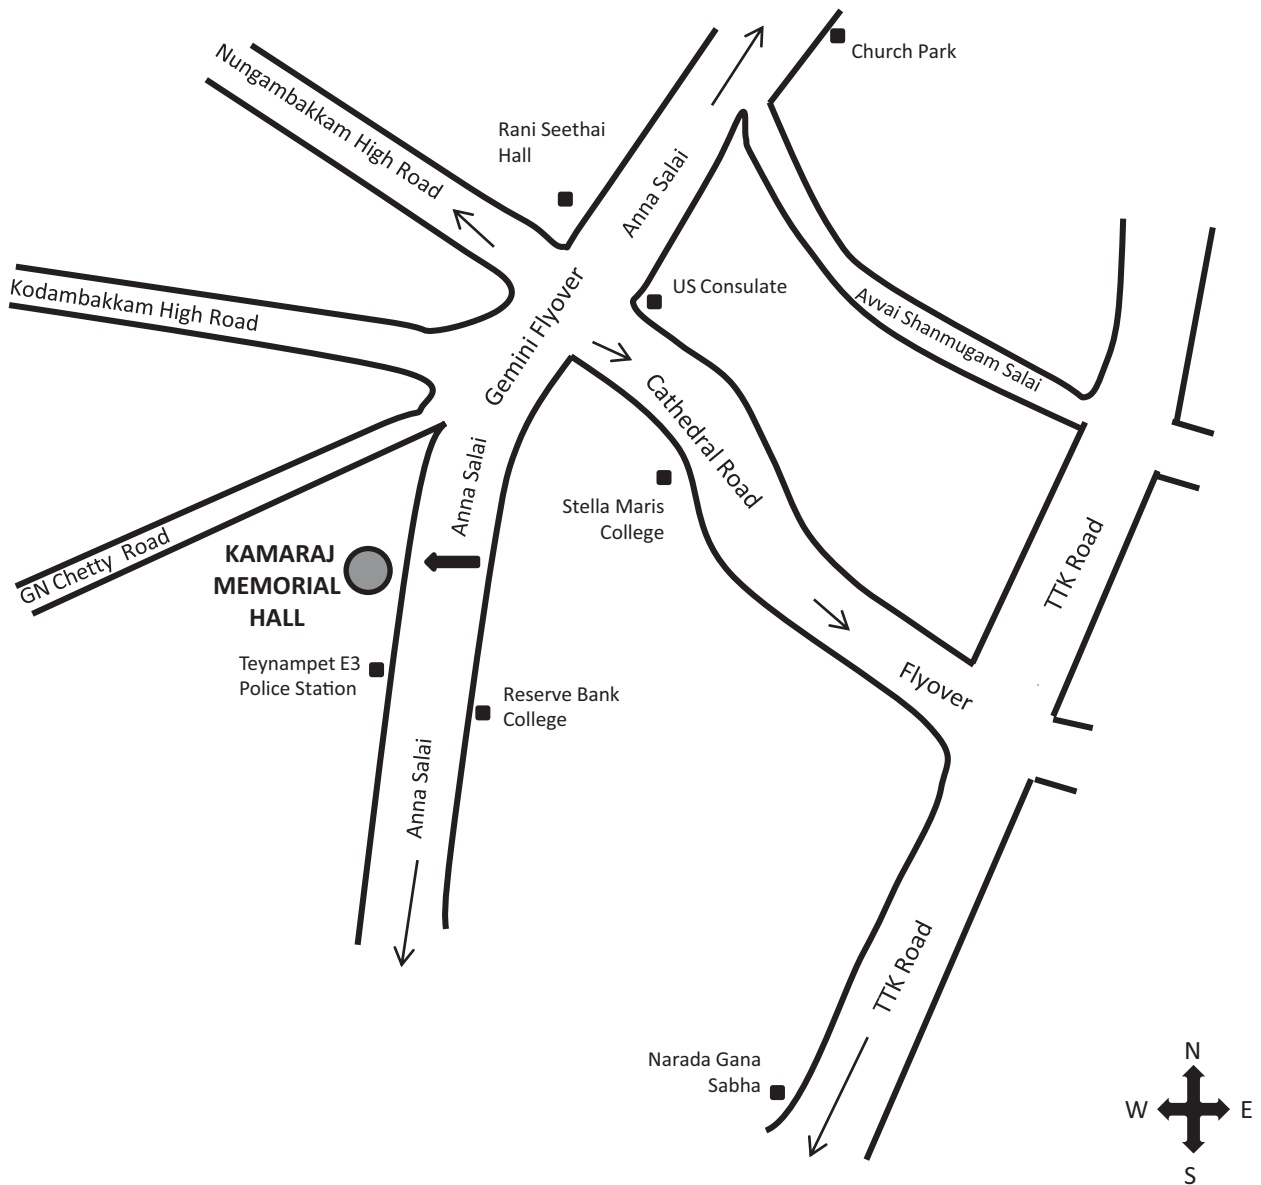 Church Park
Nungambakkam High Road
Rani Seethai
Hall
Anna Salai
US Consulate
Kodambakkam High Road
Gemini Flyover
Avvai Shanmugam Salai
Cathedral Road
Anna Salai
Stella Maris
College
GN Chetty Road
KAMARAJ
MEMORIAL
HALL
TTK Road
Teynampet E3
Police Station
Reserve Bank
College
Flyover
Anna Salai
TTK Road
Narada Gana
Sabha
N
W
E
S